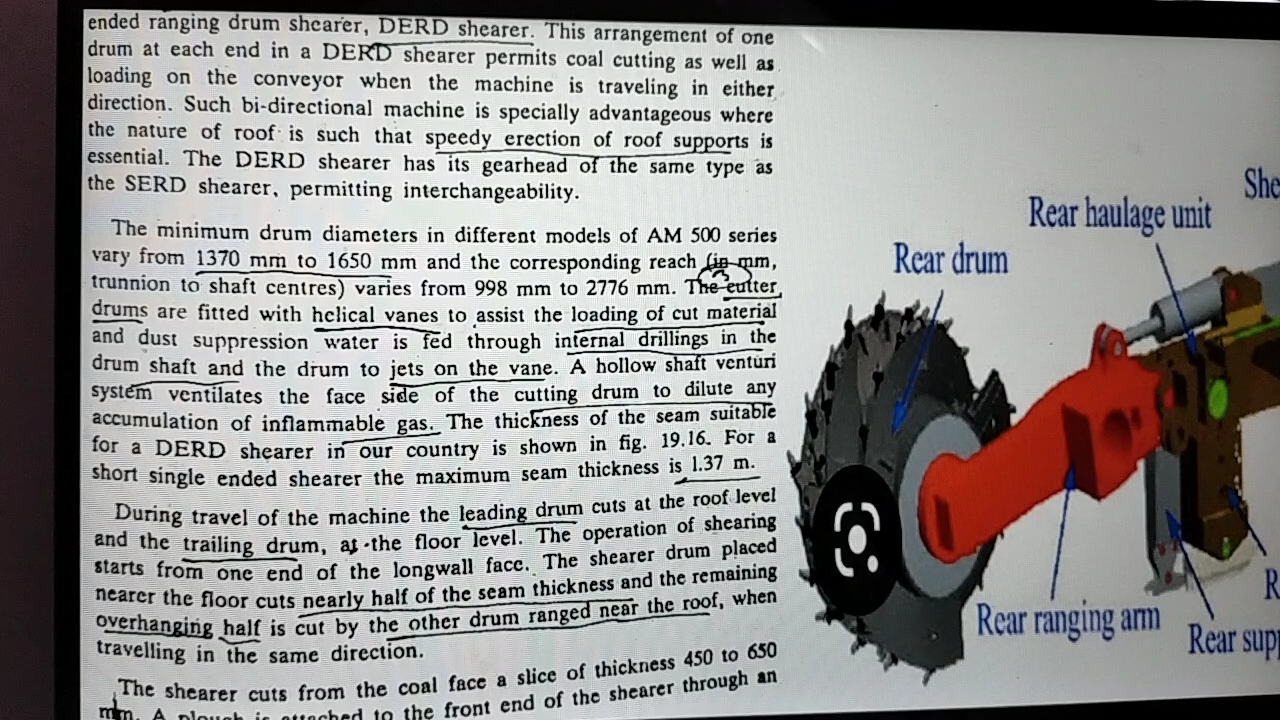 ended ranging drum shearer, DERD shearer. This arrangement of one
drum at each end in a DERD shearer permits coal cutting as well as
loading on the conveyor when the machine is traveling in either
direction. Such bi-directional machine is specially advantageous where
the nature of roof is such that speedy erection of roof supports is
essential. The DERD shearer has its gearhead of the same type as
the SERD shearer, permitting interchangeability.
The minimum drum diameters in different models of AM 500 series
vary from 1370 mm to 1650 mm and the corresponding reach (in mm,
trunnion to shaft centres) varies from 998 mm to 2776 mm. The cutter
drums are fitted with helical vanes to assist the loading of cut material
and dust suppression water is fed through internal drillings in the
drum shaft and the drum to jets on the vane. A hollow shaft venturi
system ventilates the face side of the cutting drum to dilute any
accumulation of inflammable gas. The thickness of the seam suitable
for a DERD shearer in our country is shown in fig. 19.16. For a
short single ended shearer the maximum seam thickness is 1.37 m.
During travel of the machine the leading drum cuts at the roof level
and the trailing drum, at the floor level. The operation of shearing
starts from one end of the longwall face. The shearer drum placed
nearer the floor cuts nearly half of the seam thickness and the remaining
overhanging half is cut by the other drum ranged near the roof, when
travelling in the same direction.
The shearer cuts from the coal face a slice of thickness 450 to 650
mm. A plough is attached to the front end of the shearer through an
She
Rear haulage unit
Rear drum
Rear ranging arm
R
Rear supp